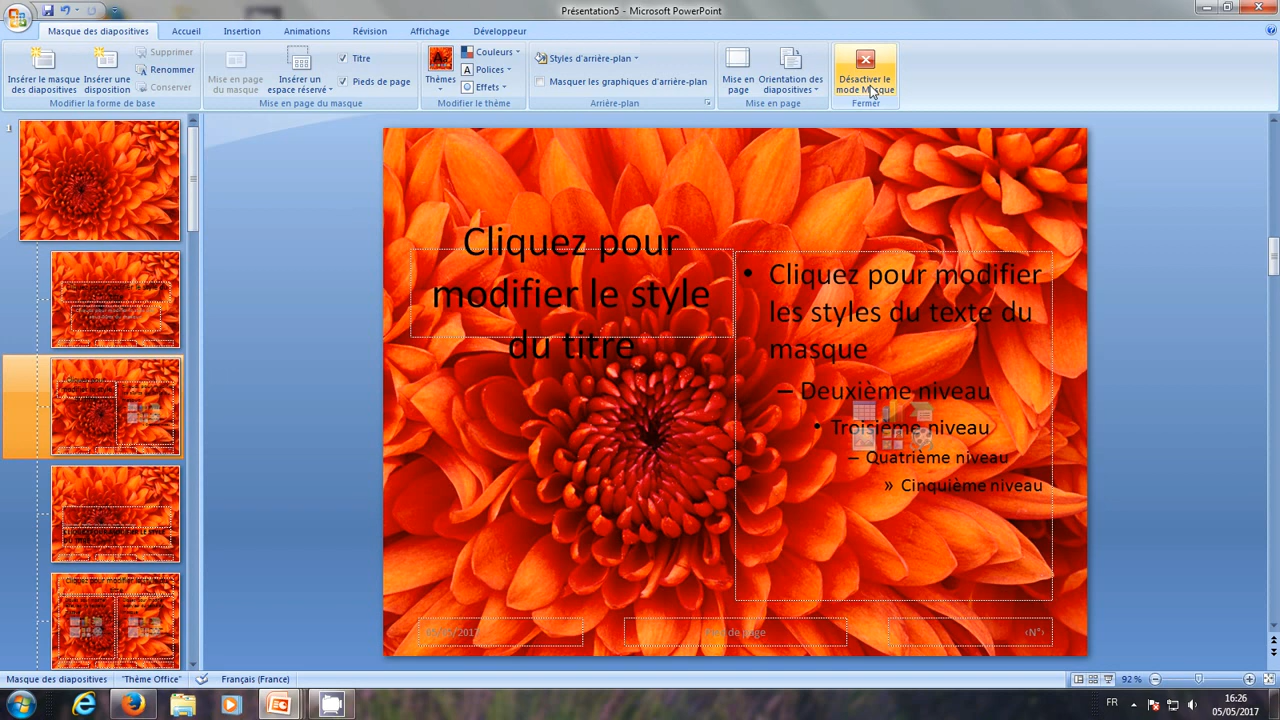 Présentation5 - Microsoft PowerPoint
Masque des diapositives
Accueil
Insertion
Animations
Révision
Affichage
Développeur
Insérer le masque
des diapositives
Insérer une
disposition
Supprimer
Renommer
Conserver
Modifier la forme de base
Mise en page
du masque
Insérer un
espace réservé
Titre
Pieds de page
Mise en page du masque
Thèmes
Couleurs
Polices
Effets
Modifier le thème
Styles d'arrière-plan
Masquer les graphiques d'arrière-plan
Arrière-plan
Mise en
page
Orientation des
diapositives
Mise en page
Désactiver le
mode Masque
Fermer
1
Cliquez pour
modifier le style
du titre
• Cliquez pour modifier
les styles du texte du
masque
– Deuxième niveau
• Troisième niveau
– Quatrième niveau
» Cinquième niveau
Pied de page
‹N°›
Masque des diapositives
"Thème Office"
Français (France)
92 %
FR
16:26
05/05/2017